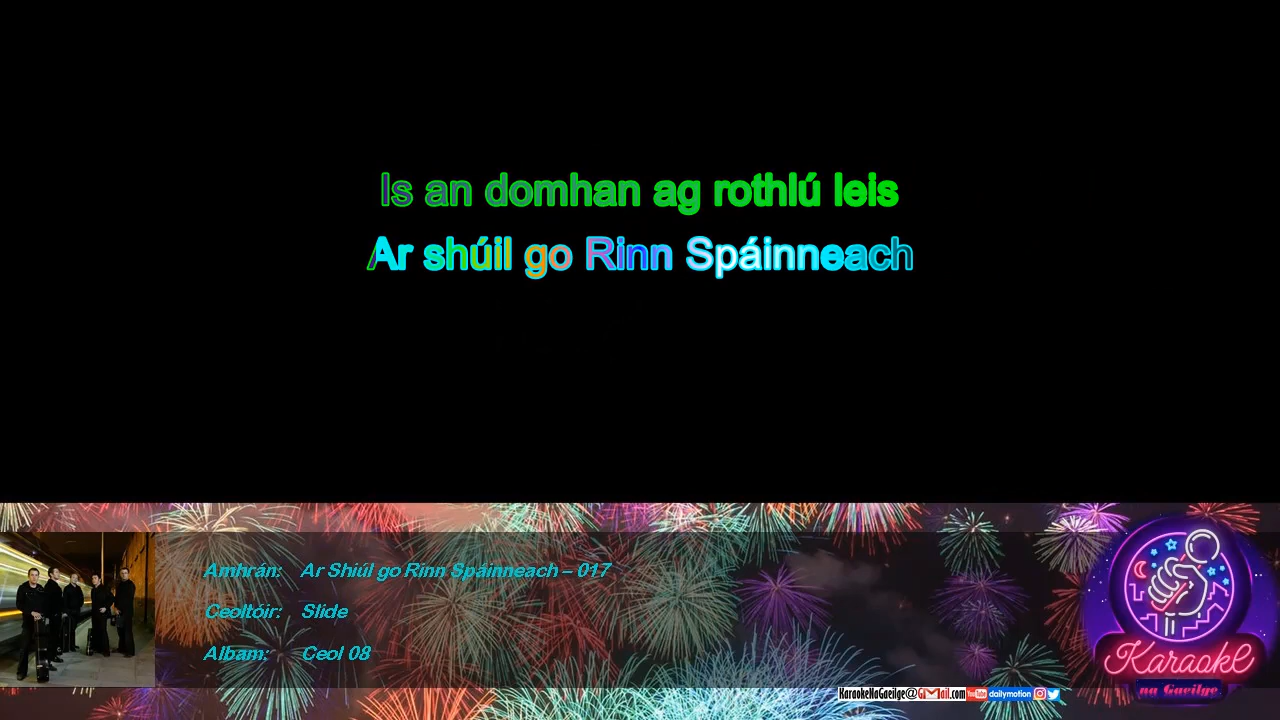 Is an domhan ag rothlú leis
Ar shúil go Rinn Spáinneach
Amhrán: Ar Shiúl go Rinn Spáinneach – 017
Ceoltóir: Slide
Albam: Ceol 08
Karaoke
na Gaeilge
KaraokeNaGaeilge@GMail.com YouTube dailymotion